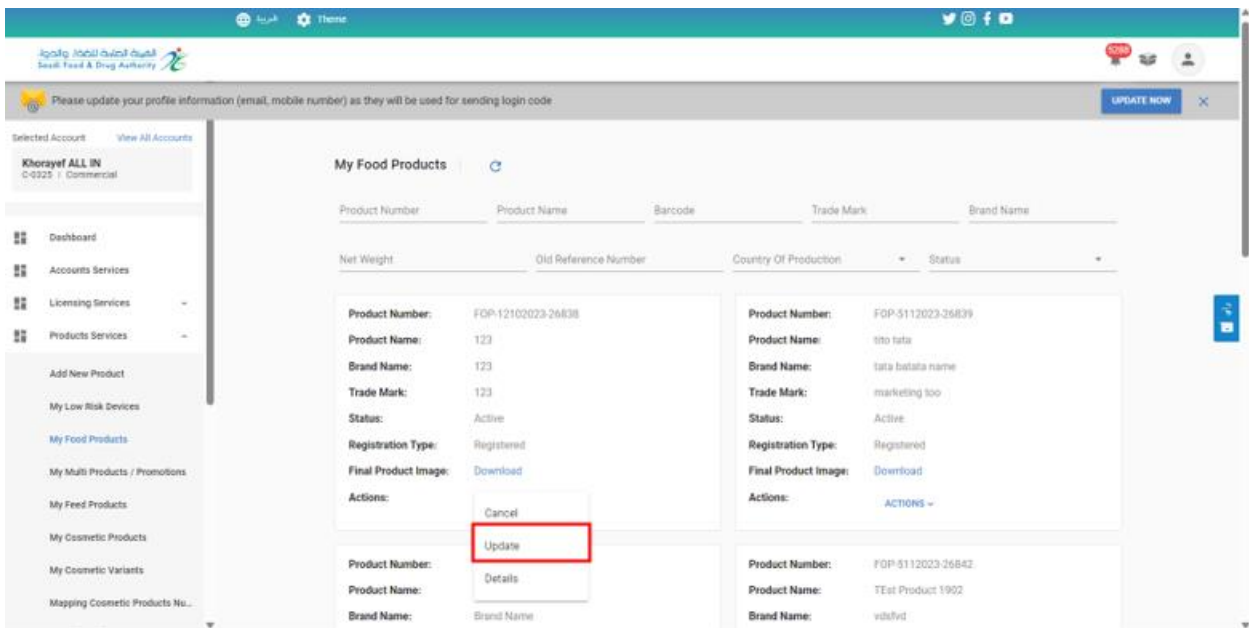 العربية Theme
الهيئة العامة للغذاء والدواء
Saudi Food & Drug Authority
5288
Please update your profile information (email, mobile number) as they will be used for sending login code
UPDATE NOW
Selected Account View All Accounts
Khorayef ALL IN
C-0325 | Commercial
Dashboard
Accounts Services
Licensing Services
Products Services
Add New Product
My Low Risk Devices
My Food Products
My Multi Products / Promotions
My Feed Products
My Cosmetic Products
My Cosmetic Variants
Mapping Cosmetic Products Nu...
My Food Products
Product Number Product Name Barcode Trade Mark Brand Name
Net Weight Old Reference Number Country Of Production Status
Product Number: FOP-12102023-26838
Product Name: 123
Brand Name: 123
Trade Mark: 123
Status: Active
Registration Type: Registered
Final Product Image: Download
Actions:
Cancel
Update
Details
Product Number: FOP-5112023-26839
Product Name: tito tata
Brand Name: tata batata name
Trade Mark: marketing too
Status: Active
Registration Type: Registered
Final Product Image: Download
Actions: ACTIONS
Product Number:
Product Name:
Brand Name: Brand Name
Product Number: FOP-5112023-26842
Product Name: TEst Product 1902
Brand Name: